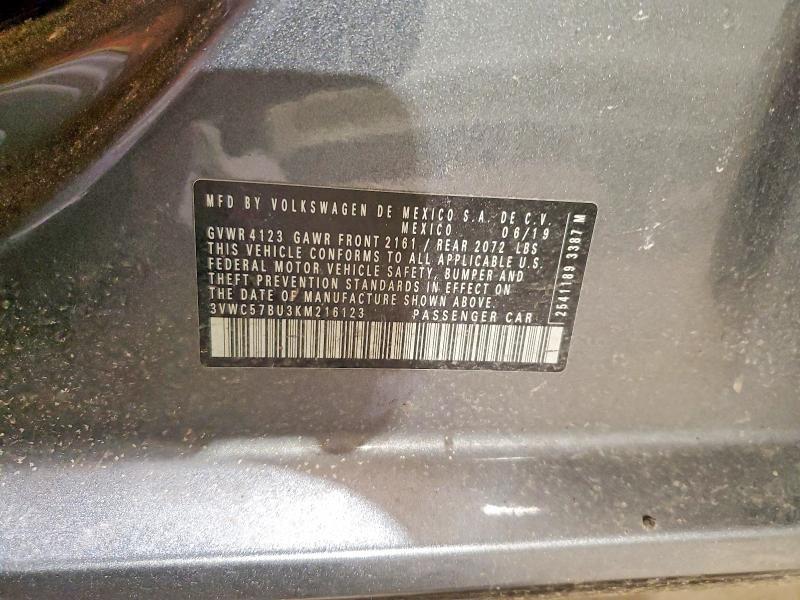 MFD BY VOLKSWAGEN DE MEXICO S.A. DE C.V.
MEXICO 06/19
GVWR 4123 GAWR FRONT 2161 / REAR 2072 LBS
THIS VEHICLE CONFORMS TO ALL APPLICABLE U.S.
FEDERAL MOTOR VEHICLE SAFETY, BUMPER AND
THEFT PREVENTION STANDARDS IN EFFECT ON
THE DATE OF MANUFACTURE SHOWN ABOVE.
3VWC57BU3KM216123 PASSENGER CAR
2541189 3987 M